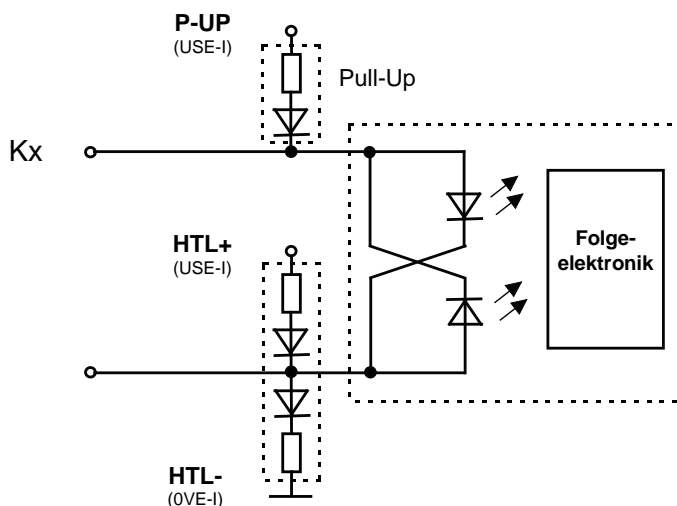 P-UP
(USE-I)
Pull-Up
Kx
HTL+
(USE-I)
Folge-
elektronik
HTL-
(0VE-I)